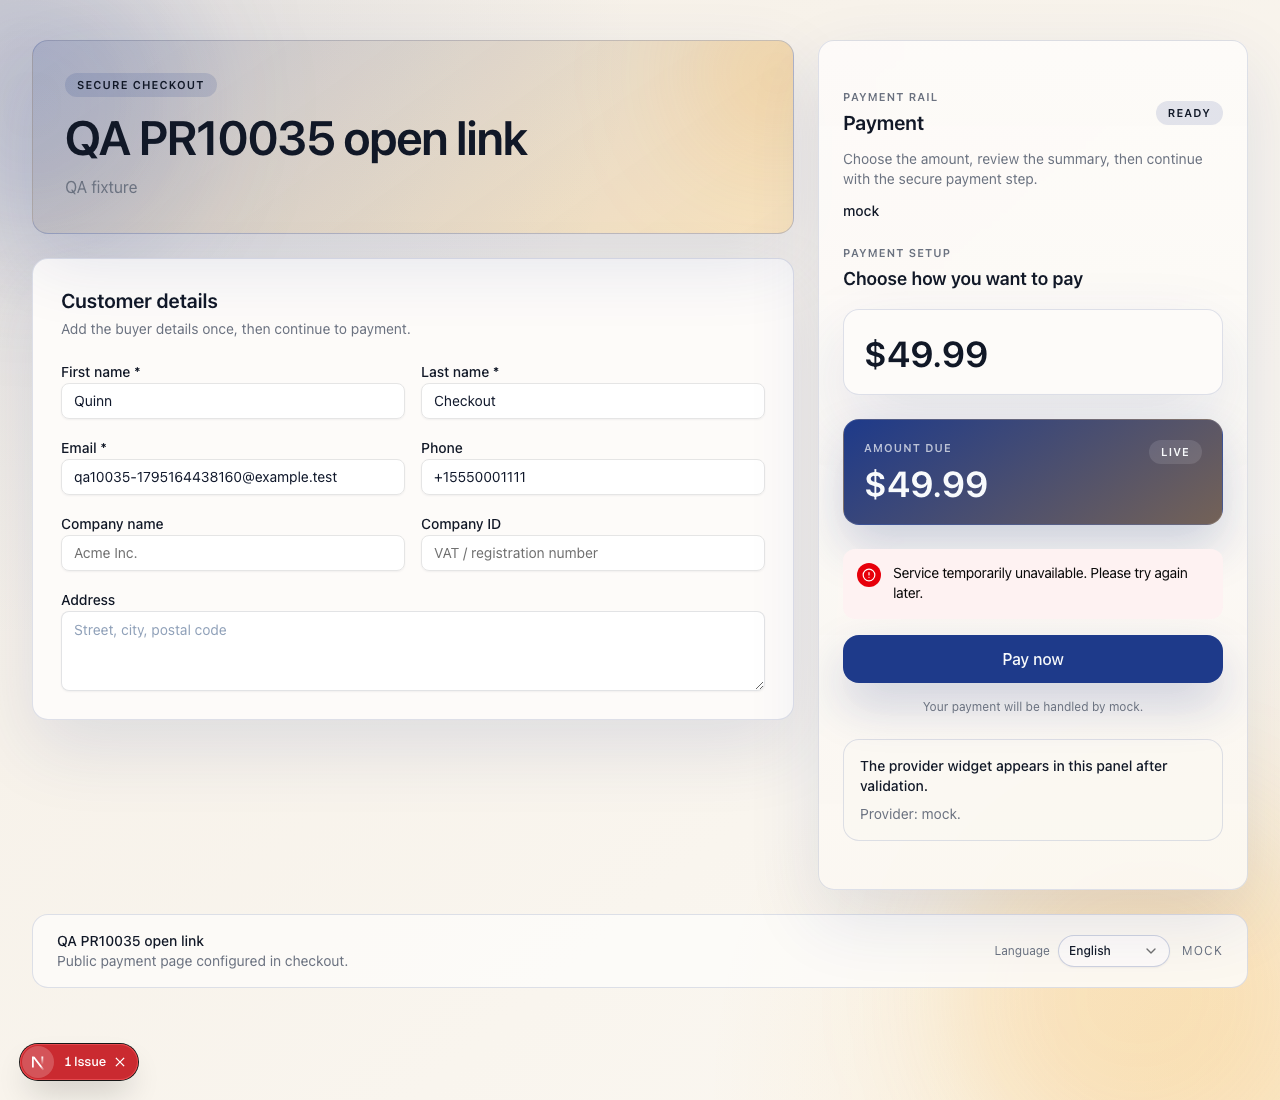 SECURE CHECKOUT
QA PR10035 open link
QA fixture
Customer details
Add the buyer details once, then continue to payment.
First name *
Quinn
Last name *
Checkout
Email *
qa10035-1795164438160@example.test
Phone
+15550001111
Company name
Acme Inc.
Company ID
VAT / registration number
Address
Street, city, postal code
PAYMENT RAIL
Payment
READY
Choose the amount, review the summary, then continue
with the secure payment step.
mock
PAYMENT SETUP
Choose how you want to pay
$49.99
AMOUNT DUE
LIVE
$49.99
Service temporarily unavailable. Please try again
later.
Pay now
Your payment will be handled by mock.
The provider widget appears in this panel after
validation.
Provider: mock.
QA PR10035 open link
Public payment page configured in checkout.
Language
English
MOCK
N
1 Issue